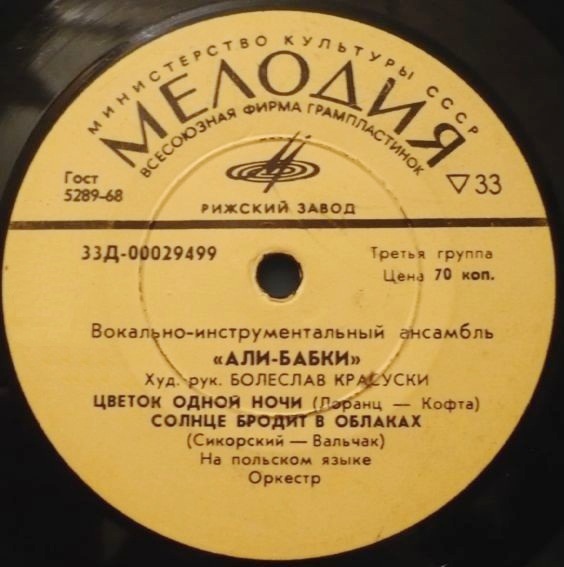 МИНИСТЕРСТВО КУЛЬТУРЫ СССР
МЕЛОДИЯ
ВСЕСОЮЗНАЯ ФИРМА ГРАМПЛАСТИНОК
Гост
5289-68
▽ 33
РИЖСКИЙ ЗАВОД
33Д-00029499
Третья группа
Цена 70 коп.
Вокально-инструментальный ансамбль
«АЛИ-БАБКИ»
Худ. рук. БОЛЕСЛАВ КРАСУСКИ
ЦВЕТОК ОДНОЙ НОЧИ (Лоранц — Кофта)
СОЛНЦЕ БРОДИТ В ОБЛАКАХ
(Сикорский — Вальчак)
На польском языке
Оркестр